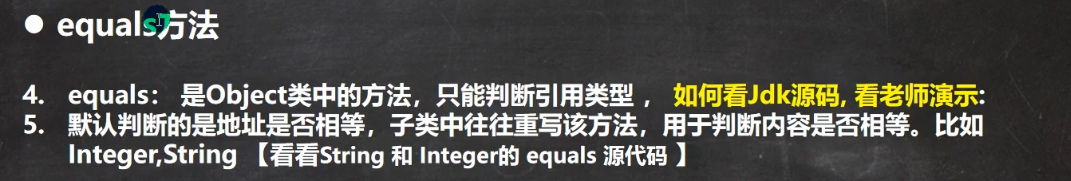 ● equals方法
4. equals： 是Object类中的方法，只能判断引用类型 ， 如何看Jdk源码, 看老师演示:
5. 默认判断的是地址是否相等，子类中往往重写该方法，用于判断内容是否相等。比如
Integer,String 【看看String 和 Integer的 equals 源代码 】